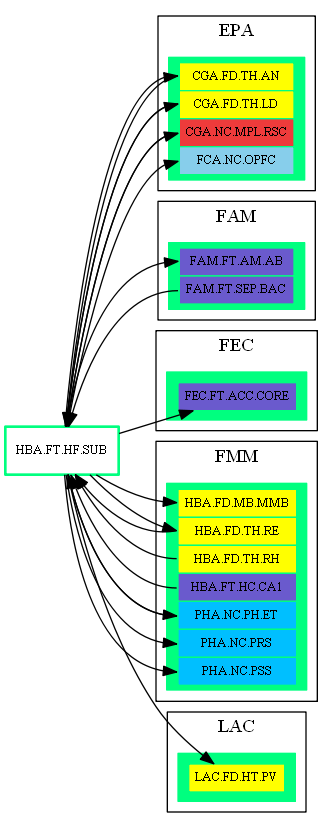 EPA
CGA.FD.TH.AN
CGA.FD.TH.LD
CGA.NC.MPL.RSC
FCA.NC.OPFC
FAM
FAM.FT.AM.AB
FAM.FT.SEP.BAC
FEC
FEC.FT.ACC.CORE
HBA.FT.HF.SUB
FMM
HBA.FD.MB.MMB
HBA.FD.TH.RE
HBA.FD.TH.RH
HBA.FT.HC.CA1
PHA.NC.PH.ET
PHA.NC.PRS
PHA.NC.PSS
LAC
LAC.FD.HT.PV